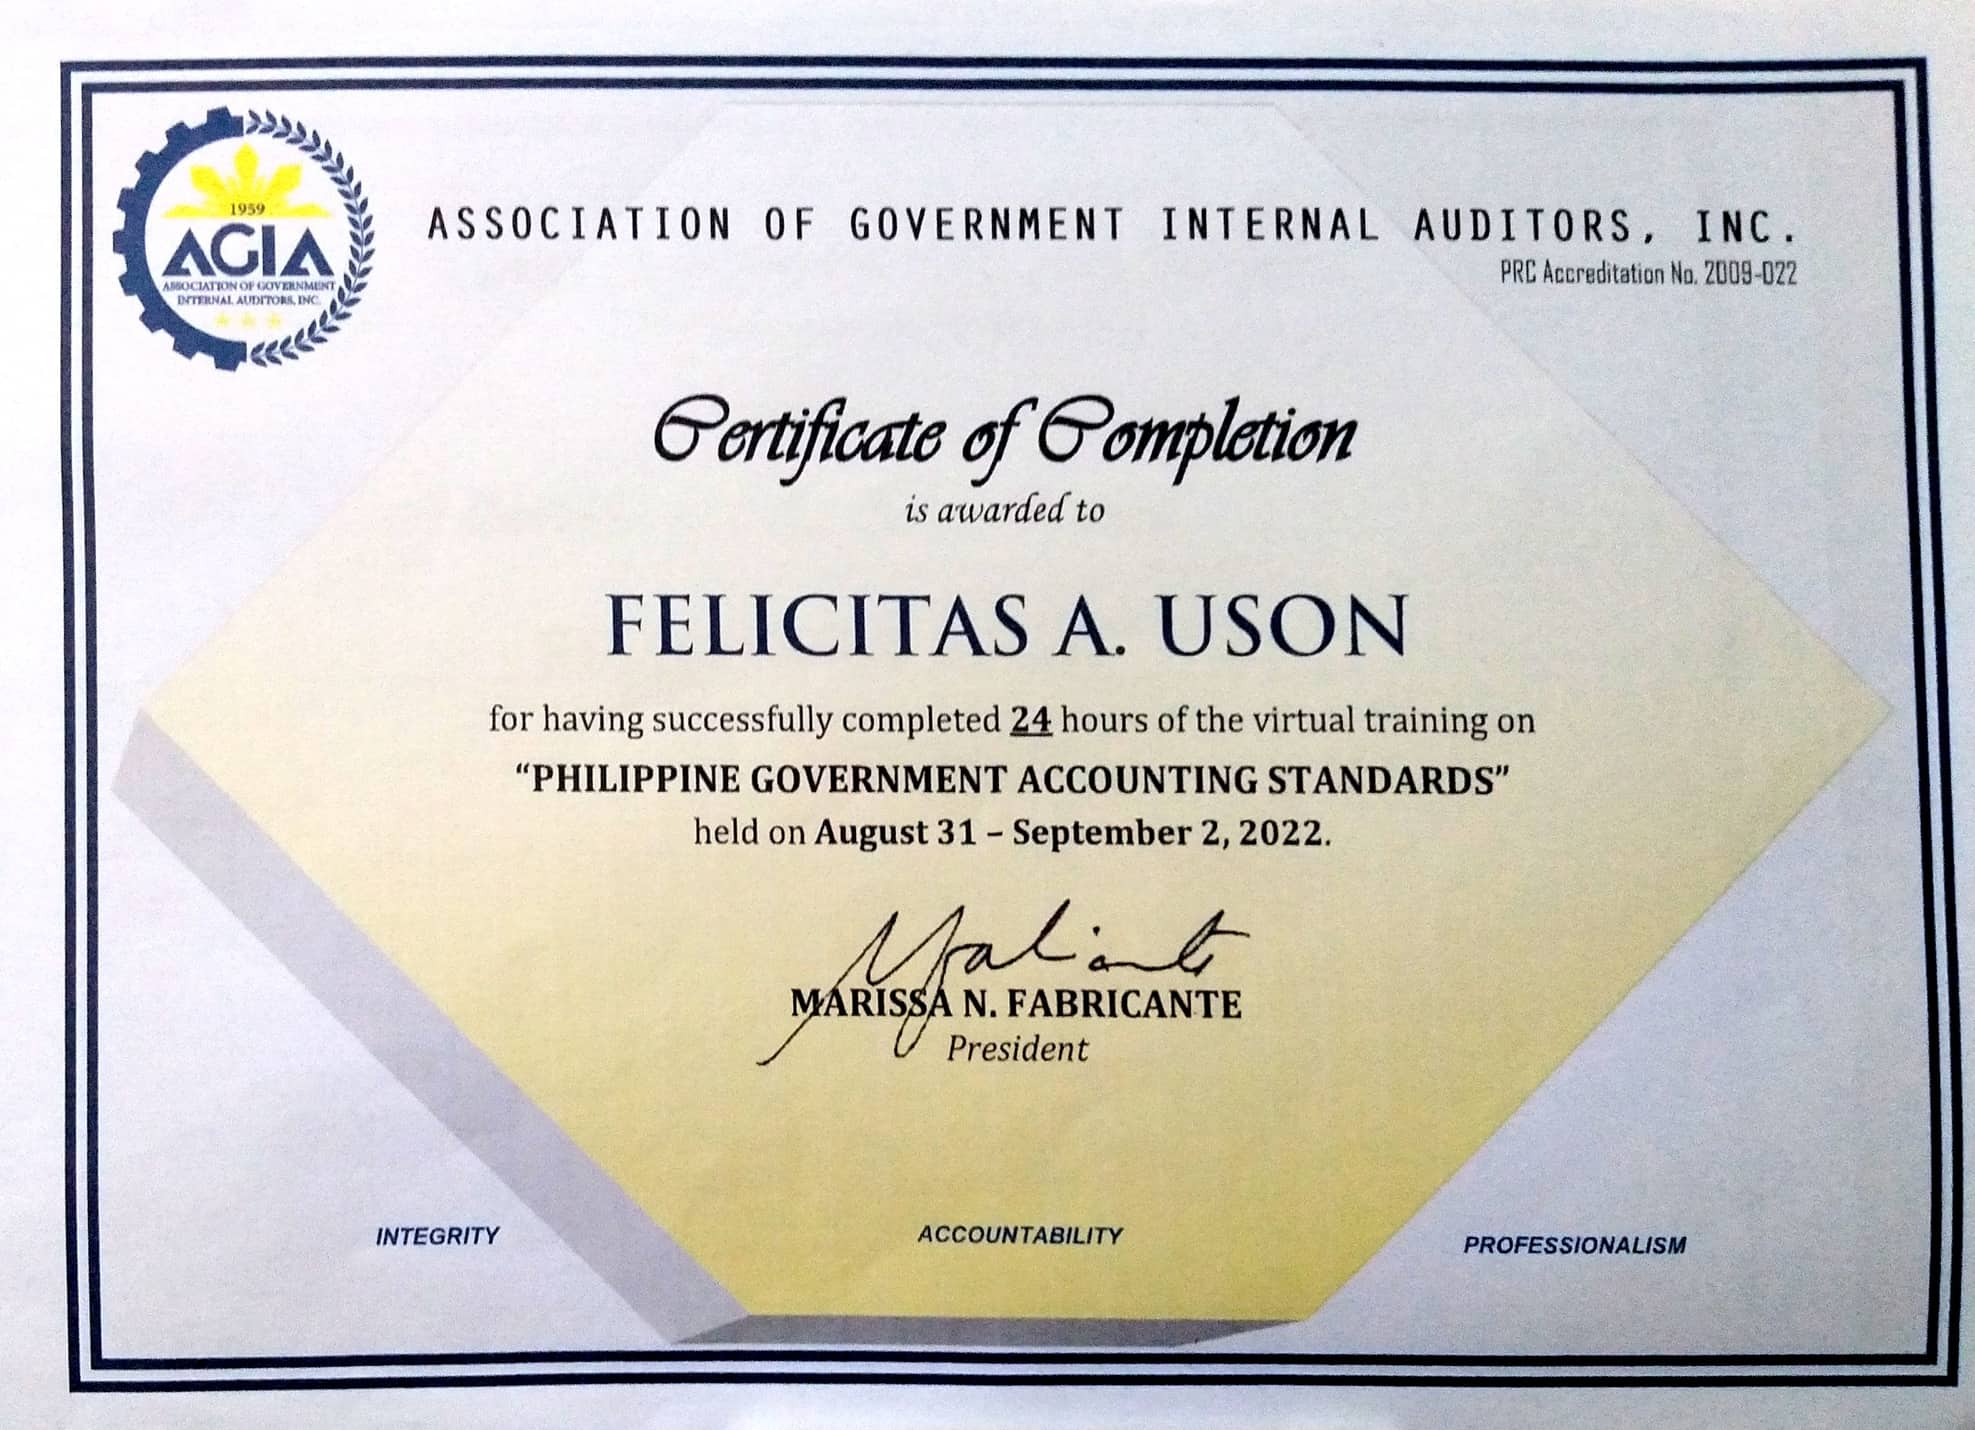 1959
AGIA
ASSOCIATION OF GOVERNMENT
INTERNAL AUDITORS, INC.
ASSOCIATION OF GOVERNMENT INTERNAL AUDITORS, INC.
PRC Accreditation No. 2009-022
Certificate of Completion
is awarded to
FELICITAS A. USON
for having successfully completed 24 hours of the virtual training on
“PHILIPPINE GOVERNMENT ACCOUNTING STANDARDS”
held on August 31 – September 2, 2022.
MARISSA N. FABRICANTE
President
INTEGRITY
ACCOUNTABILITY
PROFESSIONALISM